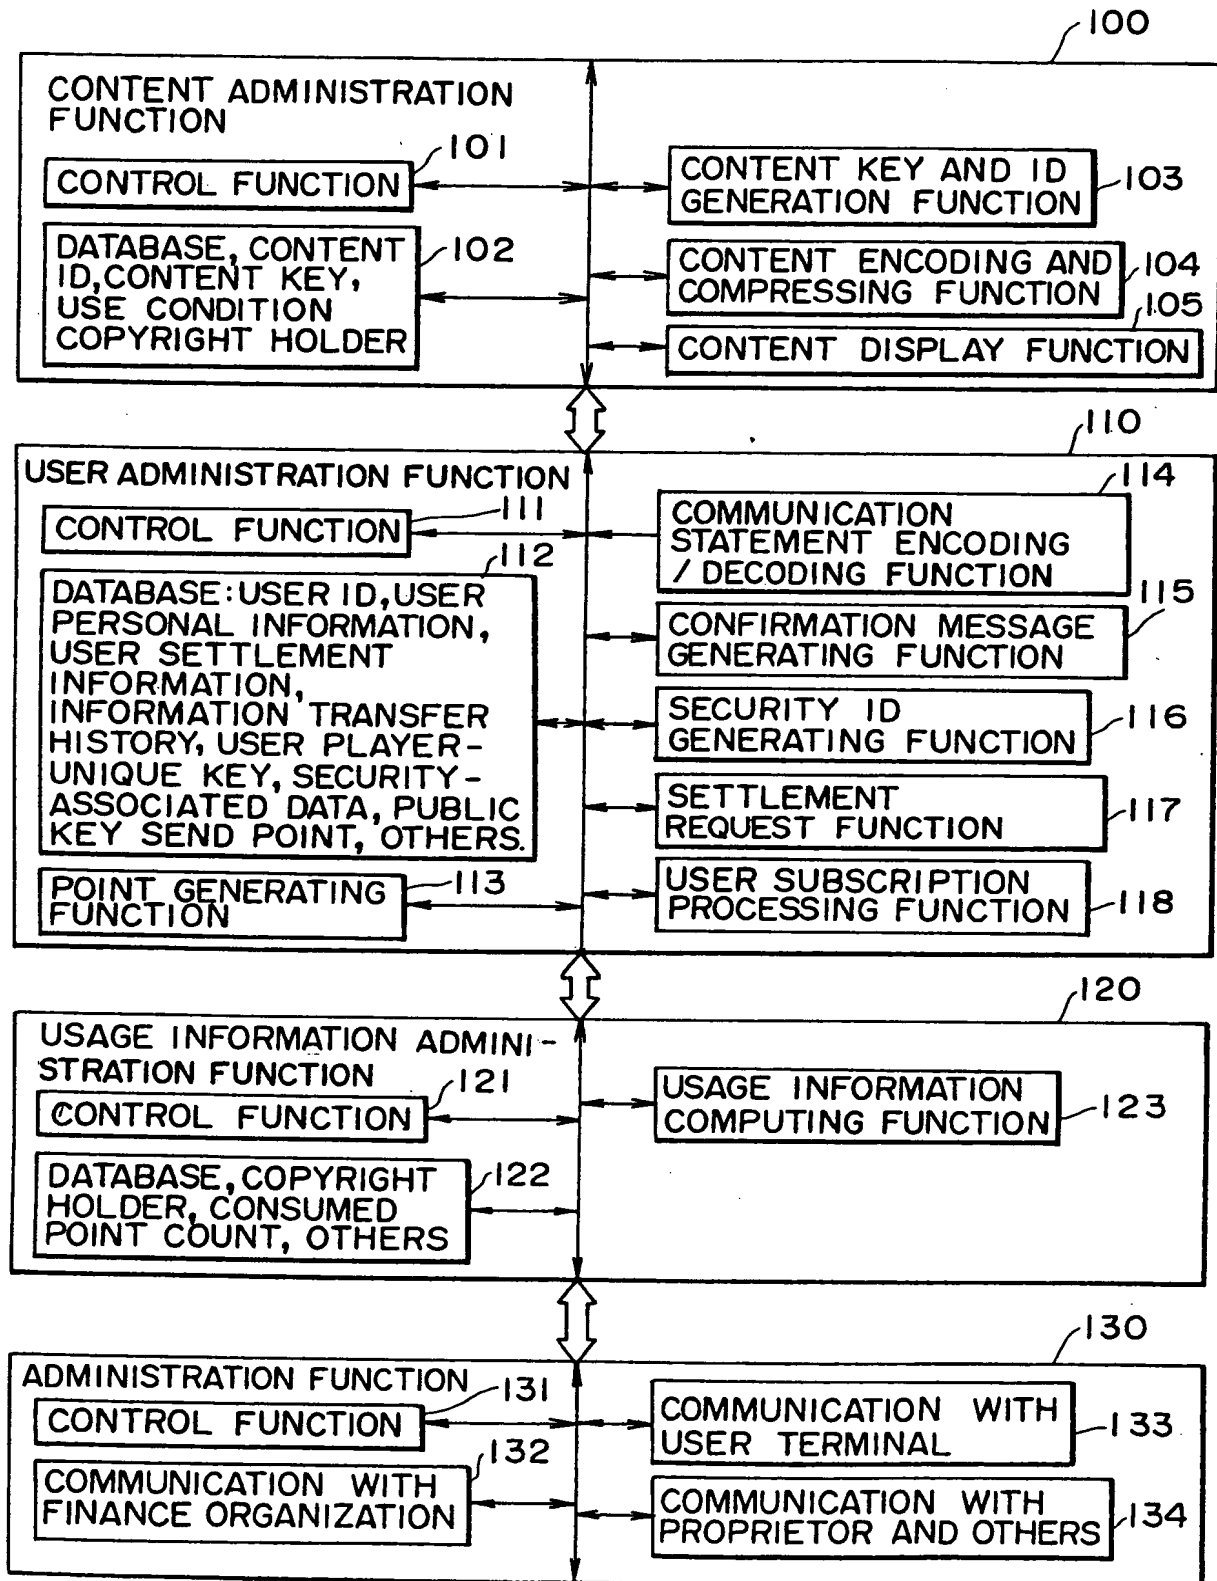 100
CONTENT ADMINISTRATION
FUNCTION
101
CONTROL FUNCTION
DATABASE, CONTENT
ID, CONTENT KEY,
USE CONDITION
COPYRIGHT HOLDER
102
CONTENT KEY AND ID
GENERATION FUNCTION
103
CONTENT ENCODING AND
COMPRESSING FUNCTION
104
105
CONTENT DISPLAY FUNCTION
110
USER ADMINISTRATION FUNCTION
111
CONTROL FUNCTION
112
DATABASE: USER ID, USER
PERSONAL INFORMATION,
USER SETTLEMENT
INFORMATION,
INFORMATION TRANSFER
HISTORY, USER PLAYER-
UNIQUE KEY, SECURITY-
ASSOCIATED DATA, PUBLIC
KEY SEND POINT, OTHERS.
POINT GENERATING
FUNCTION
113
114
COMMUNICATION
STATEMENT ENCODING
/ DECODING FUNCTION
115
CONFIRMATION MESSAGE
GENERATING FUNCTION
SECURITY ID
GENERATING FUNCTION
116
SETTLEMENT
REQUEST FUNCTION
117
USER SUBSCRIPTION
PROCESSING FUNCTION
118
120
USAGE INFORMATION ADMINI-
STRATION FUNCTION
121
CONTROL FUNCTION
DATABASE, COPYRIGHT
HOLDER, CONSUMED
POINT COUNT, OTHERS
122
USAGE INFORMATION
COMPUTING FUNCTION
123
130
ADMINISTRATION FUNCTION
131
CONTROL FUNCTION
132
COMMUNICATION WITH
FINANCE ORGANIZATION
COMMUNICATION WITH
USER TERMINAL
133
COMMUNICATION WITH
PROPRIETOR AND OTHERS
134